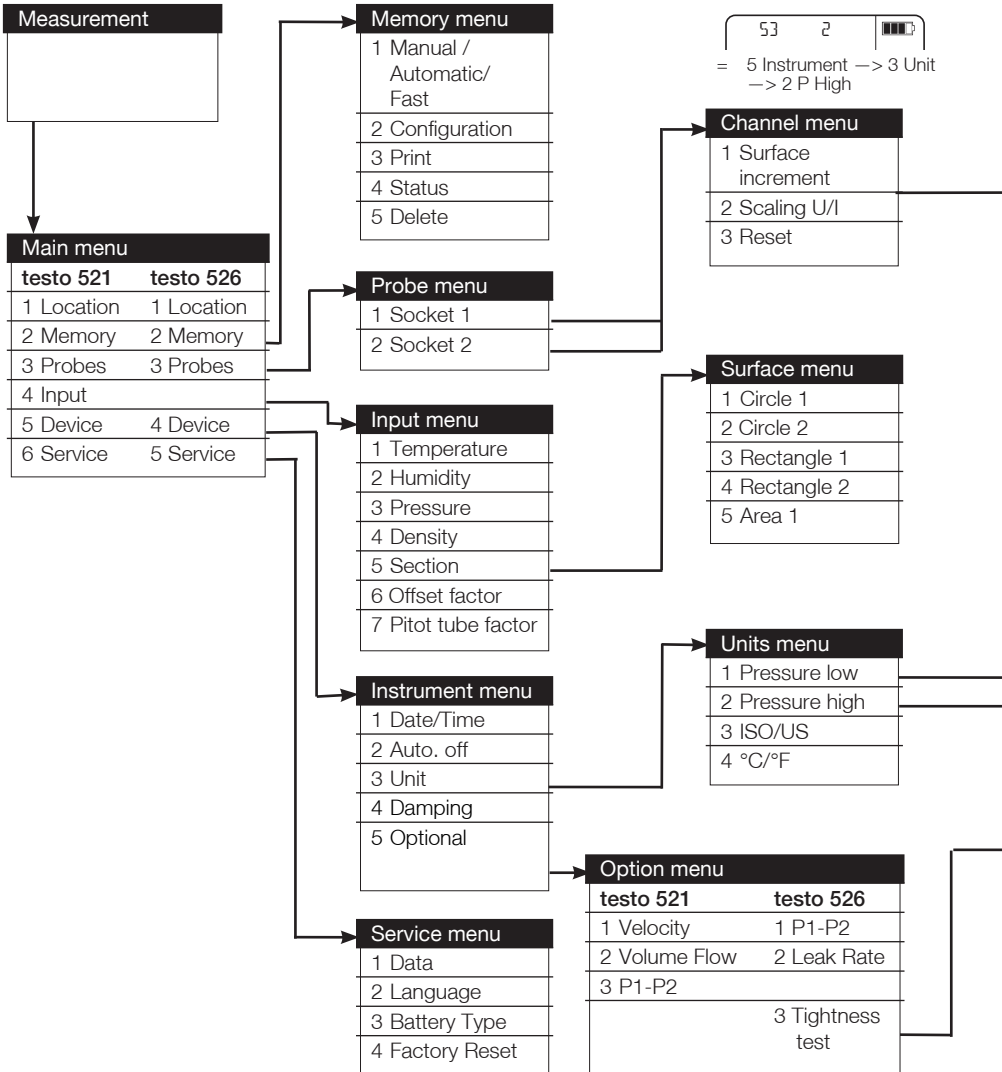 Measurement
Main menu
testo 521 testo 526
1 Location 1 Location
2 Memory 2 Memory
3 Probes 3 Probes
4 Input
5 Device 4 Device
6 Service 5 Service
Memory menu
1 Manual /
Automatic/
Fast
2 Configuration
3 Print
4 Status
5 Delete
Probe menu
1 Socket 1
2 Socket 2
Input menu
1 Temperature
2 Humidity
3 Pressure
4 Density
5 Section
6 Offset factor
7 Pitot tube factor
Instrument menu
1 Date/Time
2 Auto. off
3 Unit
4 Damping
5 Optional
Service menu
1 Data
2 Language
3 Battery Type
4 Factory Reset
53 2
= 5 Instrument —> 3 Unit
—> 2 P High
Channel menu
1 Surface
increment
2 Scaling U/I
3 Reset
Surface menu
1 Circle 1
2 Circle 2
3 Rectangle 1
4 Rectangle 2
5 Area 1
Units menu
1 Pressure low
2 Pressure high
3 ISO/US
4 °C/°F
Option menu
testo 521 testo 526
1 Velocity 1 P1-P2
2 Volume Flow 2 Leak Rate
3 P1-P2
3 Tightness
test